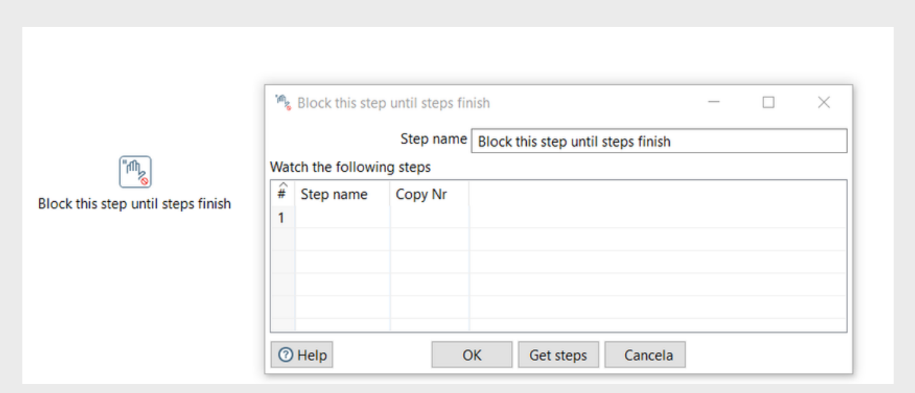 Block this step until steps finish
Block this step until steps finish
Step name Block this step until steps finish
Watch the following steps
# Step name Copy Nr
1
Help OK Get steps Cancela